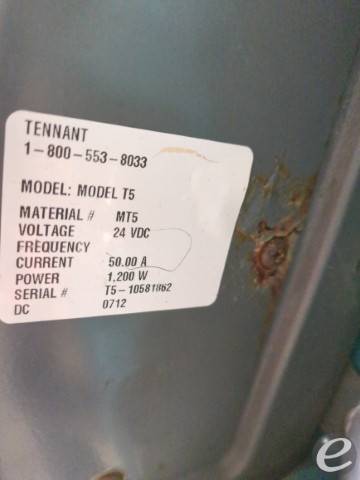 TENNANT
1-800-553-8033
MODEL: MODEL T5
MATERIAL # MT5
VOLTAGE 24 VDC
FREQUENCY
CURRENT 50.00 A
POWER 1,200 W
SERIAL # T5-10581862
DC 0712
e